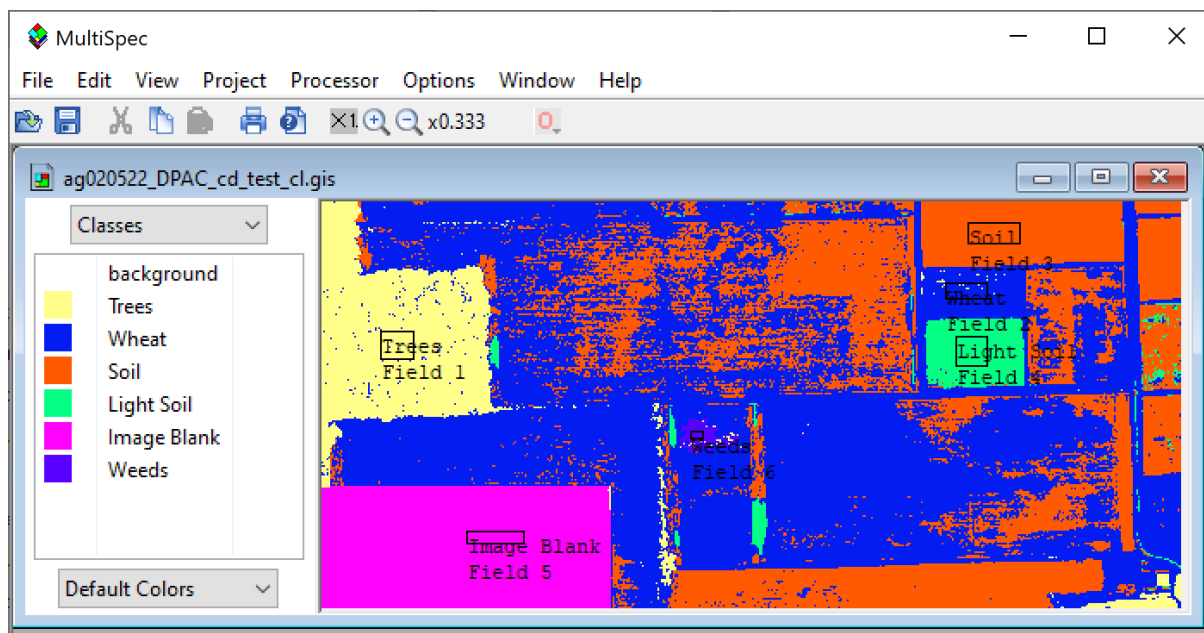 MultiSpec
File Edit View Project Processor Options Window Help
×1. x0.333 O
ag020522_DPAC_cd_test_cl.gis
Classes
background
Trees
Wheat
Soil
Light Soil
Image Blank
Weeds
Default Colors
Soil
Field 3
Wheat
Field 2
Trees
Field 1
Light Soil
Field 4
Weeds
Field 6
Image Blank
Field 5